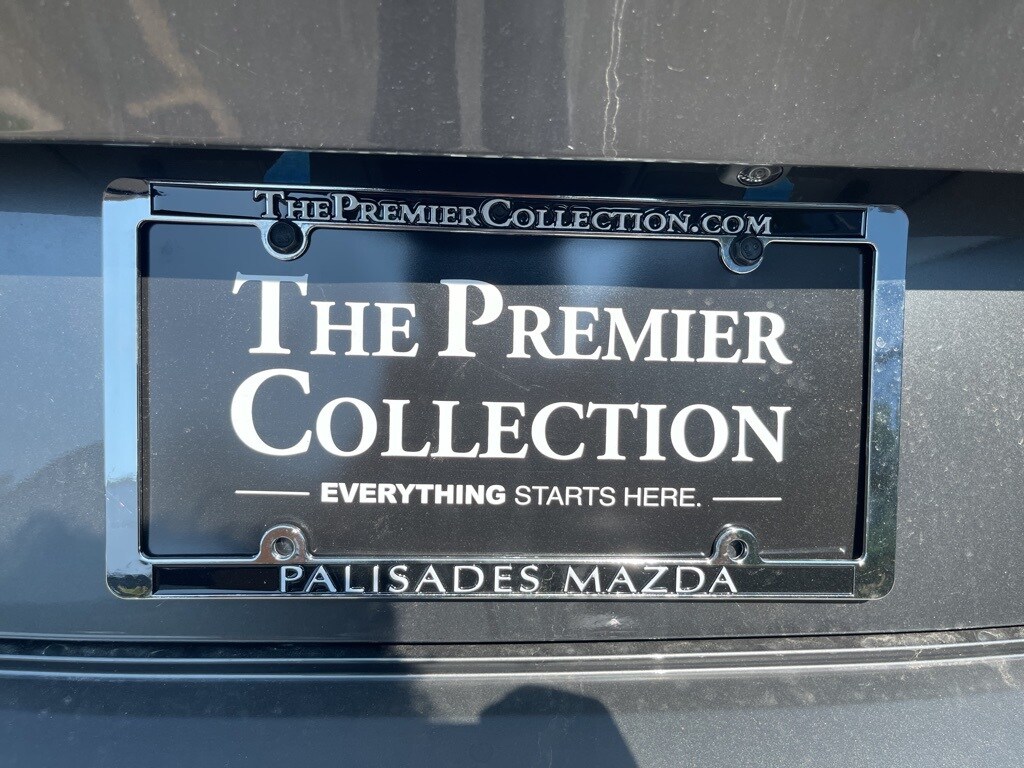 THEPREMIERCOLLECTION.COM
THE PREMIER
COLLECTION
EVERYTHING STARTS HERE.
PALISADES MAZDA